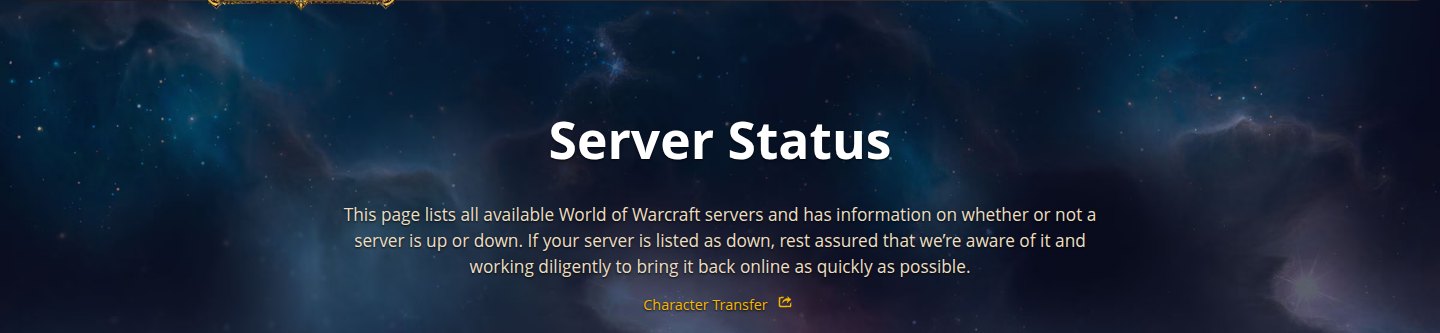 Server Status
This page lists all available World of Warcraft servers and has information on whether or not a
server is up or down. If your server is listed as down, rest assured that we’re aware of it and
working diligently to bring it back online as quickly as possible.
Character Transfer